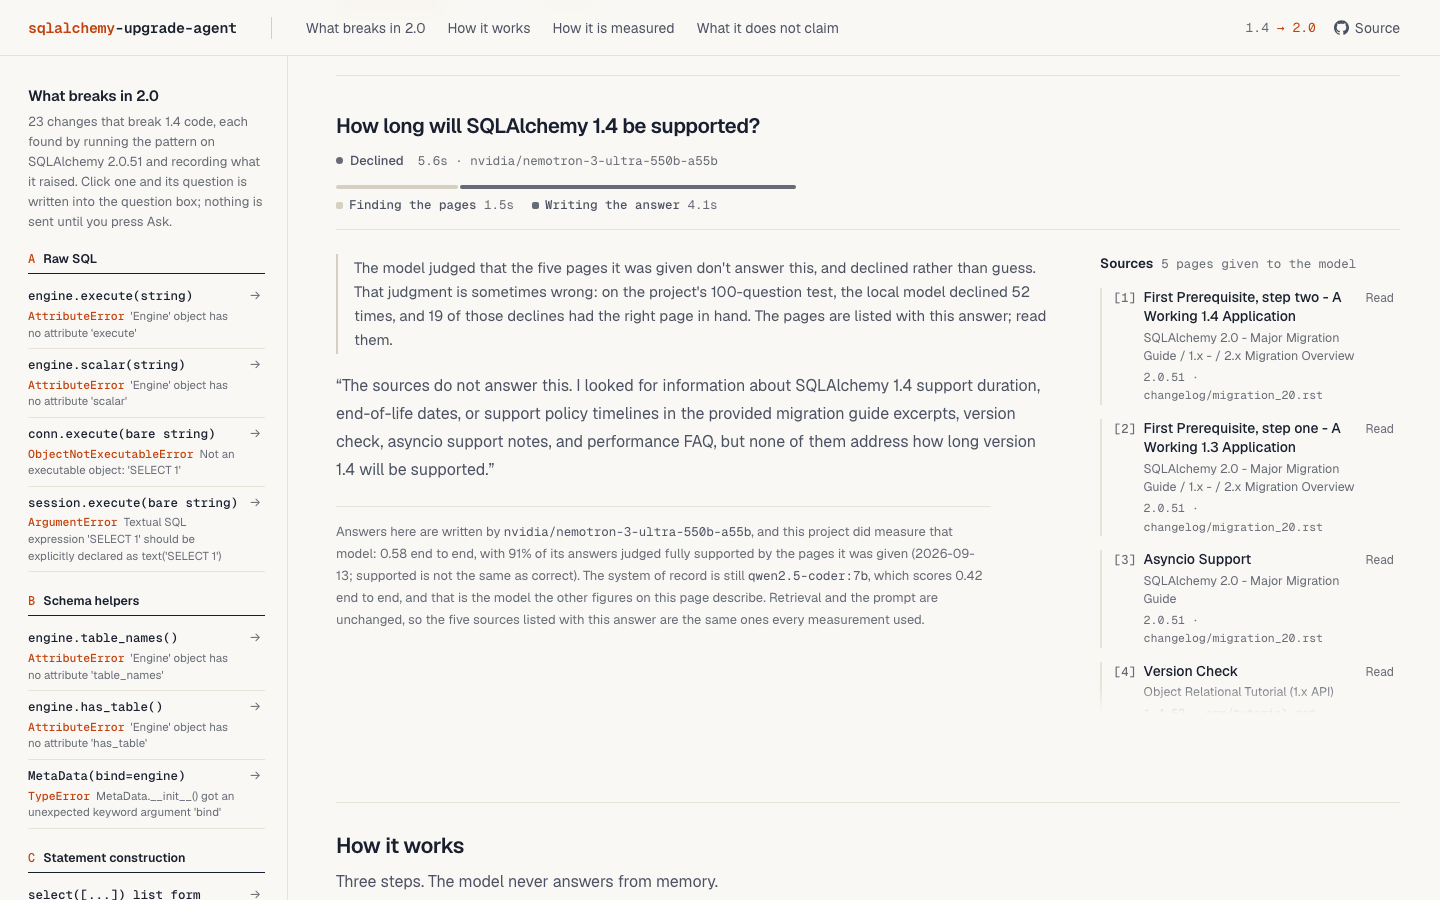 sqlalchemy-upgrade-agent
What breaks in 2.0
How it works
How it is measured
What it does not claim
1.4 → 2.0
Source
What breaks in 2.0
23 changes that break 1.4 code, each
found by running the pattern on
SQLAlchemy 2.0.51 and recording what
it raised. Click one and its question is
written into the question box; nothing is
sent until you press Ask.
A Raw SQL
engine.execute(string) →
AttributeError 'Engine' object has
no attribute 'execute'
engine.scalar(string) →
AttributeError 'Engine' object has
no attribute 'scalar'
conn.execute(bare string) →
ObjectNotExecutableError Not an
executable object: 'SELECT 1'
session.execute(bare string) →
ArgumentError Textual SQL
expression 'SELECT 1' should be
explicitly declared as text('SELECT 1')
B Schema helpers
engine.table_names() →
AttributeError 'Engine' object has
no attribute 'table_names'
engine.has_table() →
AttributeError 'Engine' object has
no attribute 'has_table'
MetaData(bind=engine) →
TypeError MetaData.__init__() got an
unexpected keyword argument 'bind'
C Statement construction
select([...]) list form →
How long will SQLAlchemy 1.4 be supported?
Declined 5.6s · nvidia/nemotron-3-ultra-550b-a55b
Finding the pages 1.5s Writing the answer 4.1s
The model judged that the five pages it was given don't answer this, and declined rather than guess.
That judgment is sometimes wrong: on the project's 100-question test, the local model declined 52
times, and 19 of those declines had the right page in hand. The pages are listed with this answer; read
them.
“The sources do not answer this. I looked for information about SQLAlchemy 1.4 support duration,
end-of-life dates, or support policy timelines in the provided migration guide excerpts, version
check, asyncio support notes, and performance FAQ, but none of them address how long version
1.4 will be supported.”
Answers here are written by nvidia/nemotron-3-ultra-550b-a55b, and this project did measure that
model: 0.58 end to end, with 91% of its answers judged fully supported by the pages it was given (2026-09-
13; supported is not the same as correct). The system of record is still qwen2.5-coder:7b, which scores 0.42
end to end, and that is the model the other figures on this page describe. Retrieval and the prompt are
unchanged, so the five sources listed with this answer are the same ones every measurement used.
Sources 5 pages given to the model
[1] First Prerequisite, step two - A Read
Working 1.4 Application
SQLAlchemy 2.0 - Major Migration
Guide / 1.x - / 2.x Migration Overview
2.0.51 ·
changelog/migration_20.rst
[2] First Prerequisite, step one - A Read
Working 1.3 Application
SQLAlchemy 2.0 - Major Migration
Guide / 1.x - / 2.x Migration Overview
2.0.51 ·
changelog/migration_20.rst
[3] Asyncio Support Read
SQLAlchemy 2.0 - Major Migration
Guide
2.0.51 ·
changelog/migration_20.rst
[4] Version Check Read
Object Relational Tutorial (1.x API)
How it works
Three steps. The model never answers from memory.